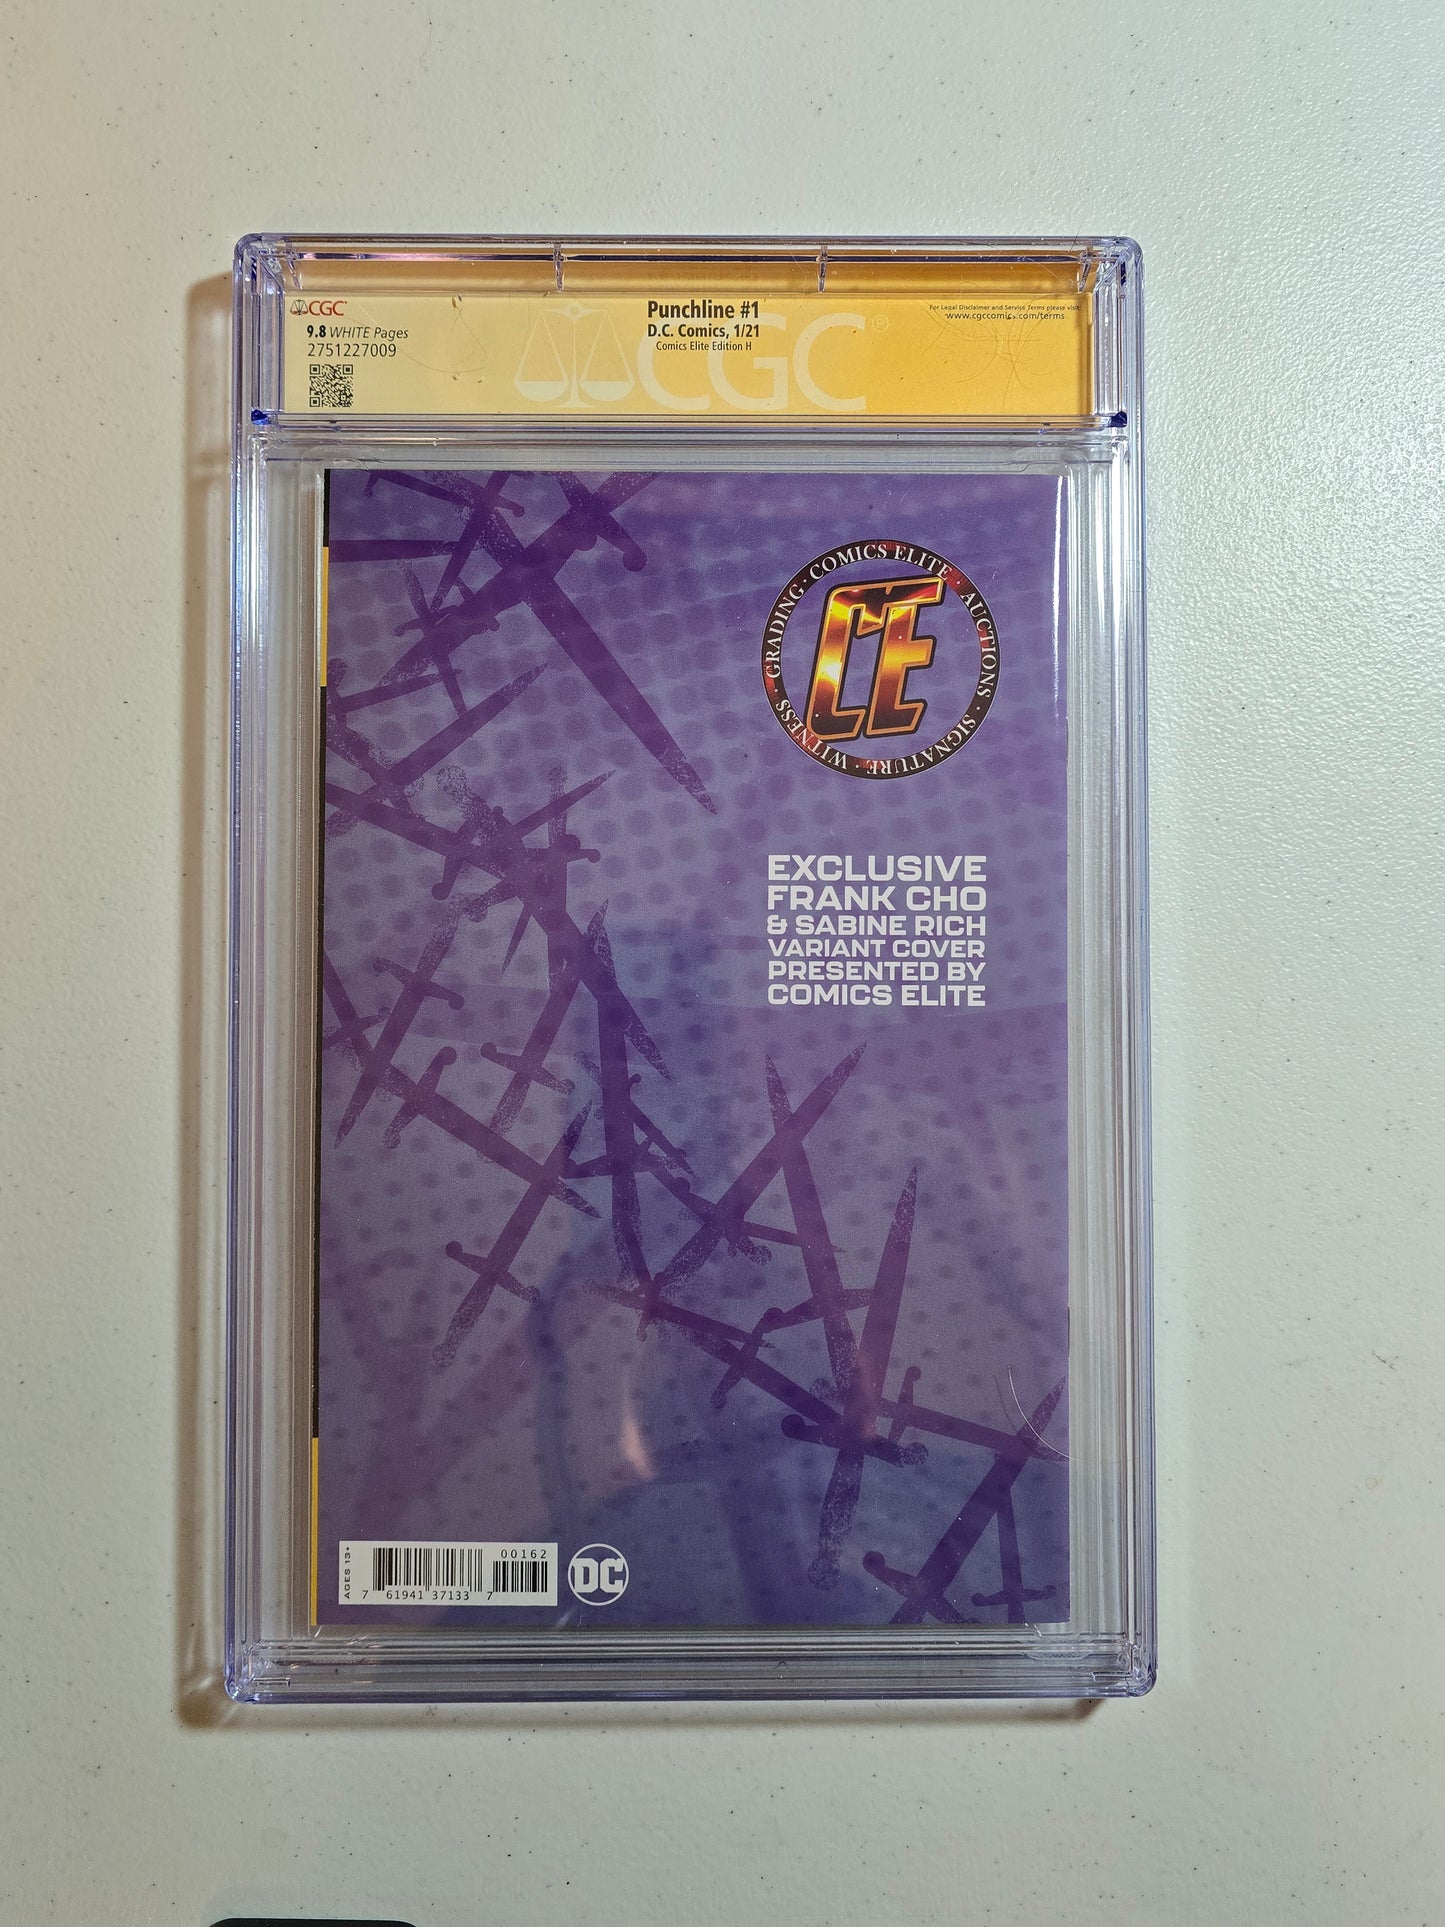 CGC®
9.8 WHITE Pages
2751227009
Punchline #1
D.C. Comics, 1/21
Comics Elite Edition H
For Legal Disclaimer and Service Terms please visit:
www.cgccomics.com/terms
CGC®
COMICS ELITE · AUCTIONS · SIGNATURE · WITNESS · GRADING ·
CE
EXCLUSIVE
FRANK CHO
& SABINE RICH
VARIANT COVER
PRESENTED BY
COMICS ELITE
AGES 13+
00162
7 61941 37133 7
DC